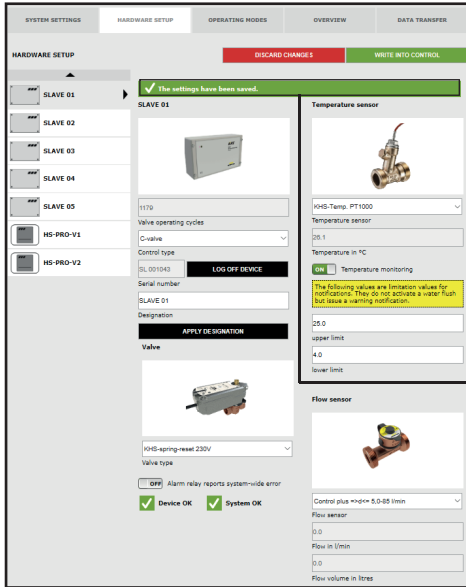 SYSTEM SETTINGS
HARDWARE SETUP
OPERATING MODES
OVERVIEW
DATA TRANSFER
HARDWARE SETUP
DISCARD CHANGES
WRITE INTO CONTROL
SLAVE 01
SLAVE 02
SLAVE 03
SLAVE 04
SLAVE 05
HS-PRO-V1
HS-PRO-V2
The settings have been saved.
SLAVE 01
1179
Valve operating cycles
C-valve
Control type
SL 001043
LOG OFF DEVICE
Serial number
SLAVE 01
Designation
APPLY DESIGNATION
Valve
KHS-spring-reset 230V
Valve type
OFF Alarm relay reports system-wide error
Device OK
System OK
Temperature sensor
KHS-Temp. PT1000
Temperature sensor
26.1
Temperature in ºC
ON Temperature monitoring
The following values are limitation values for
notifications. They do not activate a water flush
but issue a warning notification.
25.0
upper limit
4.0
lower limit
Flow sensor
Control plus =>d<= 5,0-85 l/min
Flow sensor
0.0
Flow in l/min
0.0
Flow volume in litres